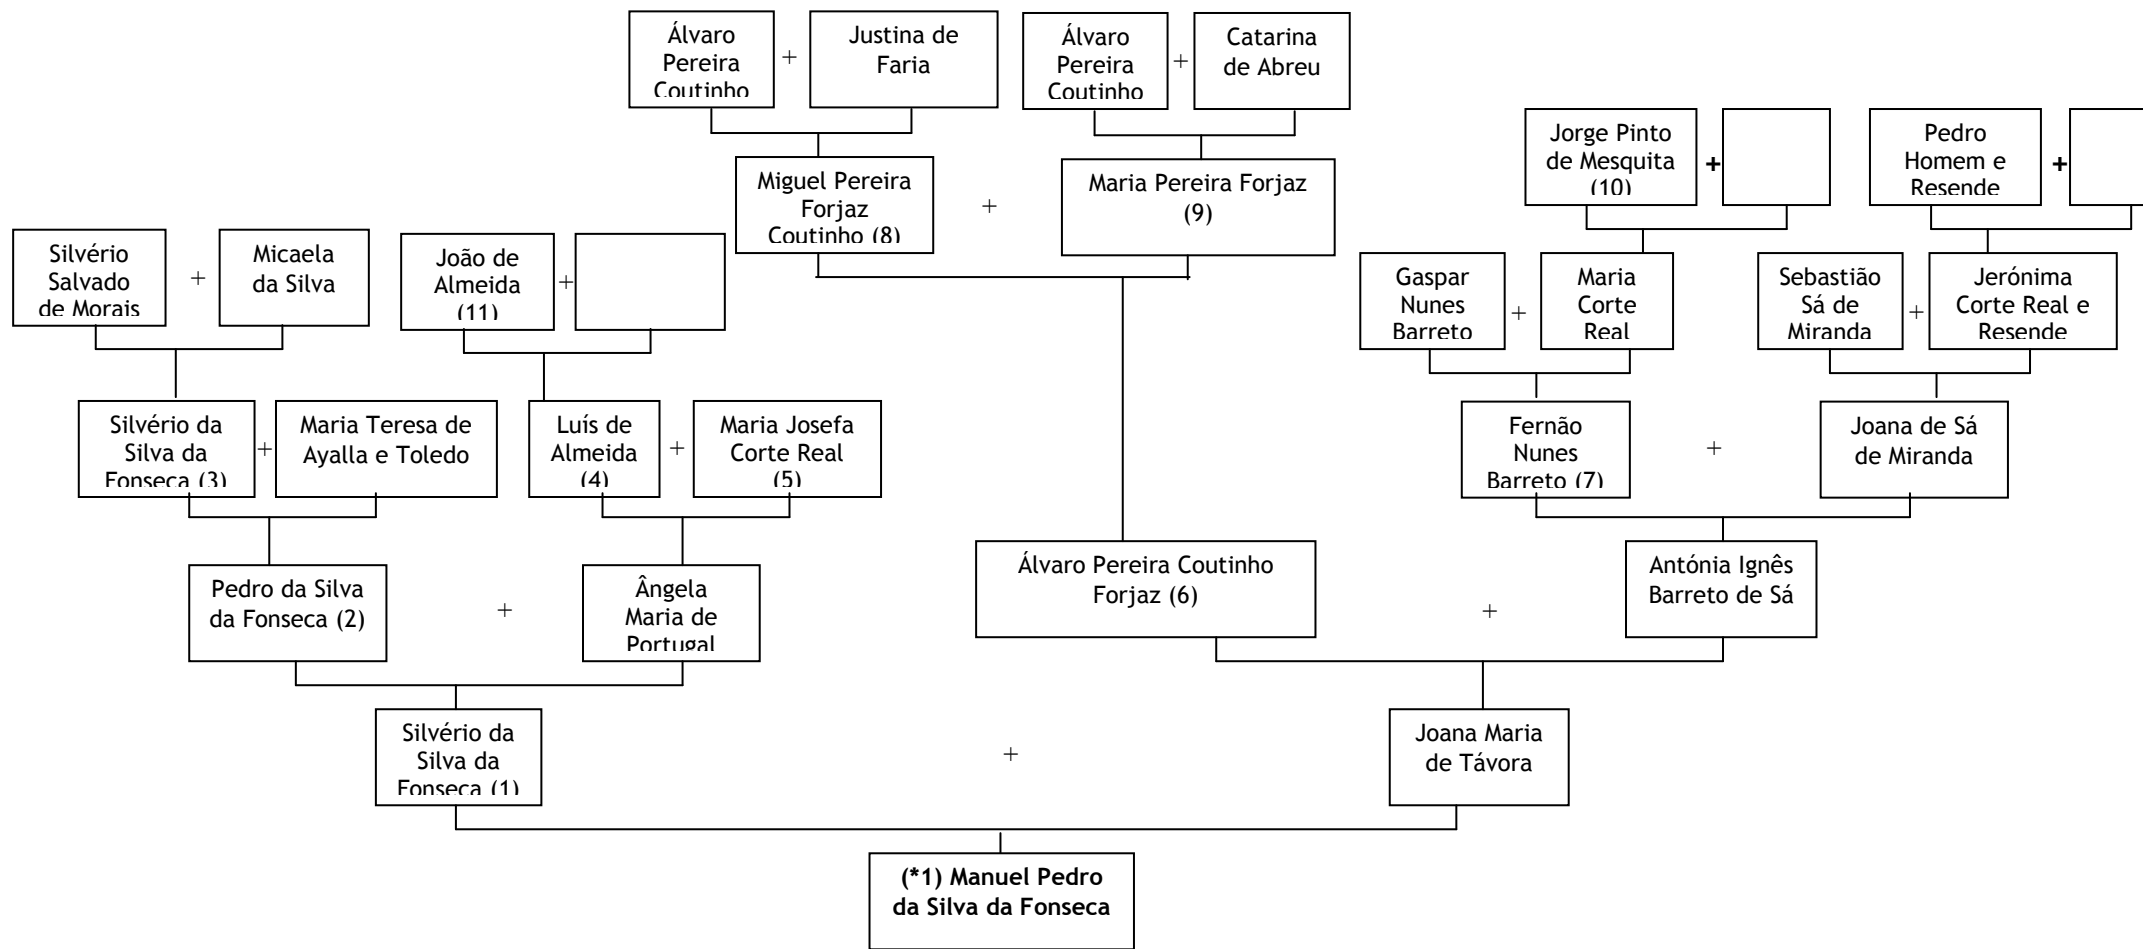 Álvaro
Pereira
Coutinho
+
Justina de
Faria
Álvaro
Pereira
Coutinho
+
Catarina
de Abreu
Jorge Pinto
de Mesquita
(10)
+
Pedro
Homem e
Resende
+
Miguel Pereira
Forjaz
Coutinho (8)
+
Maria Pereira Forjaz
(9)
Silvério
Salvado
de Morais
+
Micaela
da Silva
João de
Almeida
(11)
+
Gaspar
Nunes
Barreto
+
Maria
Corte
Real
Sebastião
Sá de
Miranda
+
Jerónima
Corte Real e
Resende
Silvério da
Silva da
Fonseca (3)
+
Maria Teresa de
Ayalla e Toledo
Luís de
Almeida
(4)
+
Maria Josefa
Corte Real
(5)
Fernão
Nunes
Barreto (7)
+
Joana de Sá
de Miranda
Pedro da Silva
da Fonseca (2)
+
Ângela
Maria de
Portugal
Álvaro Pereira Coutinho
Forjaz (6)
+
Antónia Ignês
Barreto de Sá
Silvério da
Silva da
Fonseca (1)
+
Joana Maria
de Távora
(*1) Manuel Pedro
da Silva da Fonseca